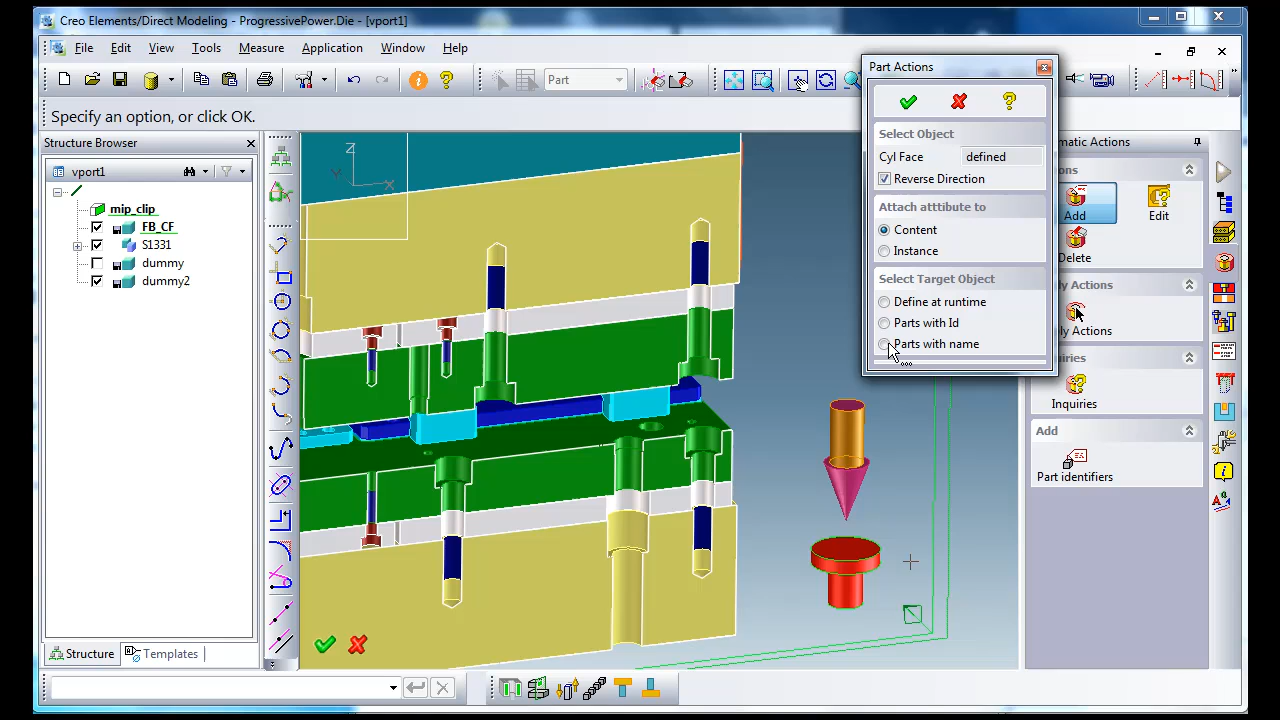 Creo Elements/Direct Modeling - ProgressivePower.Die - [vport1]
File Edit View Tools Measure Application Window Help
Part
Specify an option, or click OK.
Structure Browser
vport1
mip_clip
FB_CF
S1331
dummy
dummy2
Structure
Templates
Z
Y
X
Part Actions
Select Object
Cyl Face defined
Reverse Direction
Attach atttibute to
Content
Instance
Select Target Object
Define at runtime
Parts with Id
Parts with name
matic Actions
ons
Add
Edit
Delete
ly Actions
ly Actions
iries
Inquiries
Add
Part identifiers